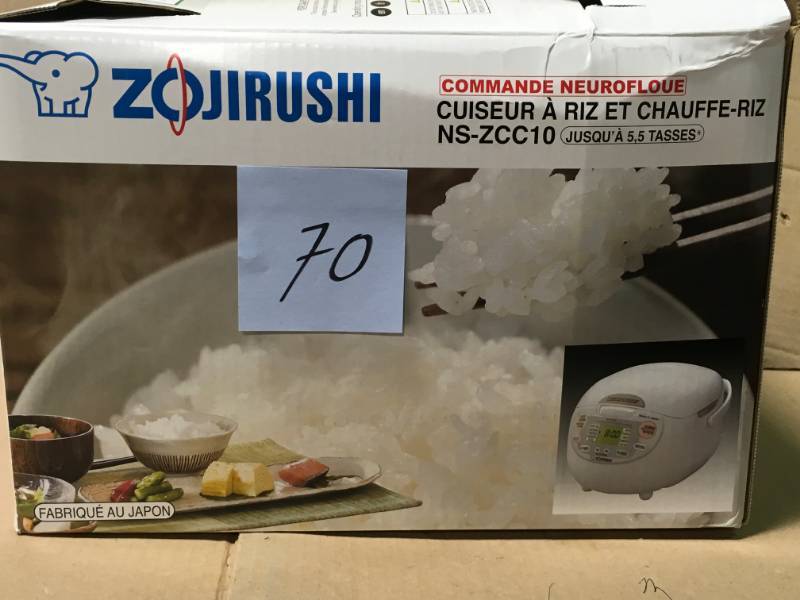 ZOJIRUSHI
COMMANDE NEUROFLOUE
CUISEUR À RIZ ET CHAUFFE-RIZ
NS-ZCC10 JUSQU'À 5,5 TASSES*
70
FABRIQUÉ AU JAPON